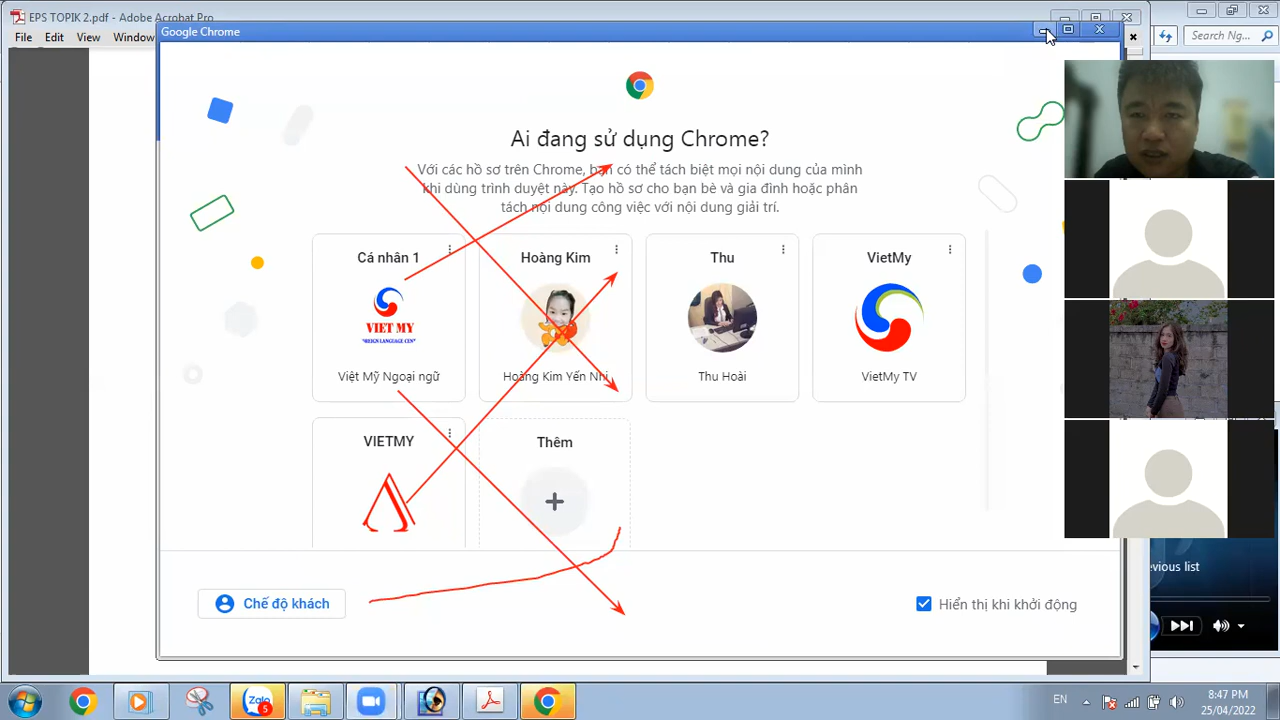 EPS TOPIK 2.pdf - Adobe Acrobat Pro
File Edit View Window
Google Chrome
Search Ng...
Ai đang sử dụng Chrome?
Với các hồ sơ trên Chrome, bạn có thể tách biệt mọi nội dung của mình
khi dùng trình duyệt này. Tạo hồ sơ cho bạn bè và gia đình hoặc phân
tách nội dung công việc với nội dung giải trí.
Cá nhân 1
VIET MY
Việt Mỹ Ngoại ngữ
Hoàng Kim
Hoàng Kim Yến Nhi
Thu
Thu Hoài
VietMy
VietMy TV
VIETMY
Thêm
evious list
Chế độ khách
Hiển thị khi khởi động
Zalo
5
EN
8:47 PM
25/04/2022